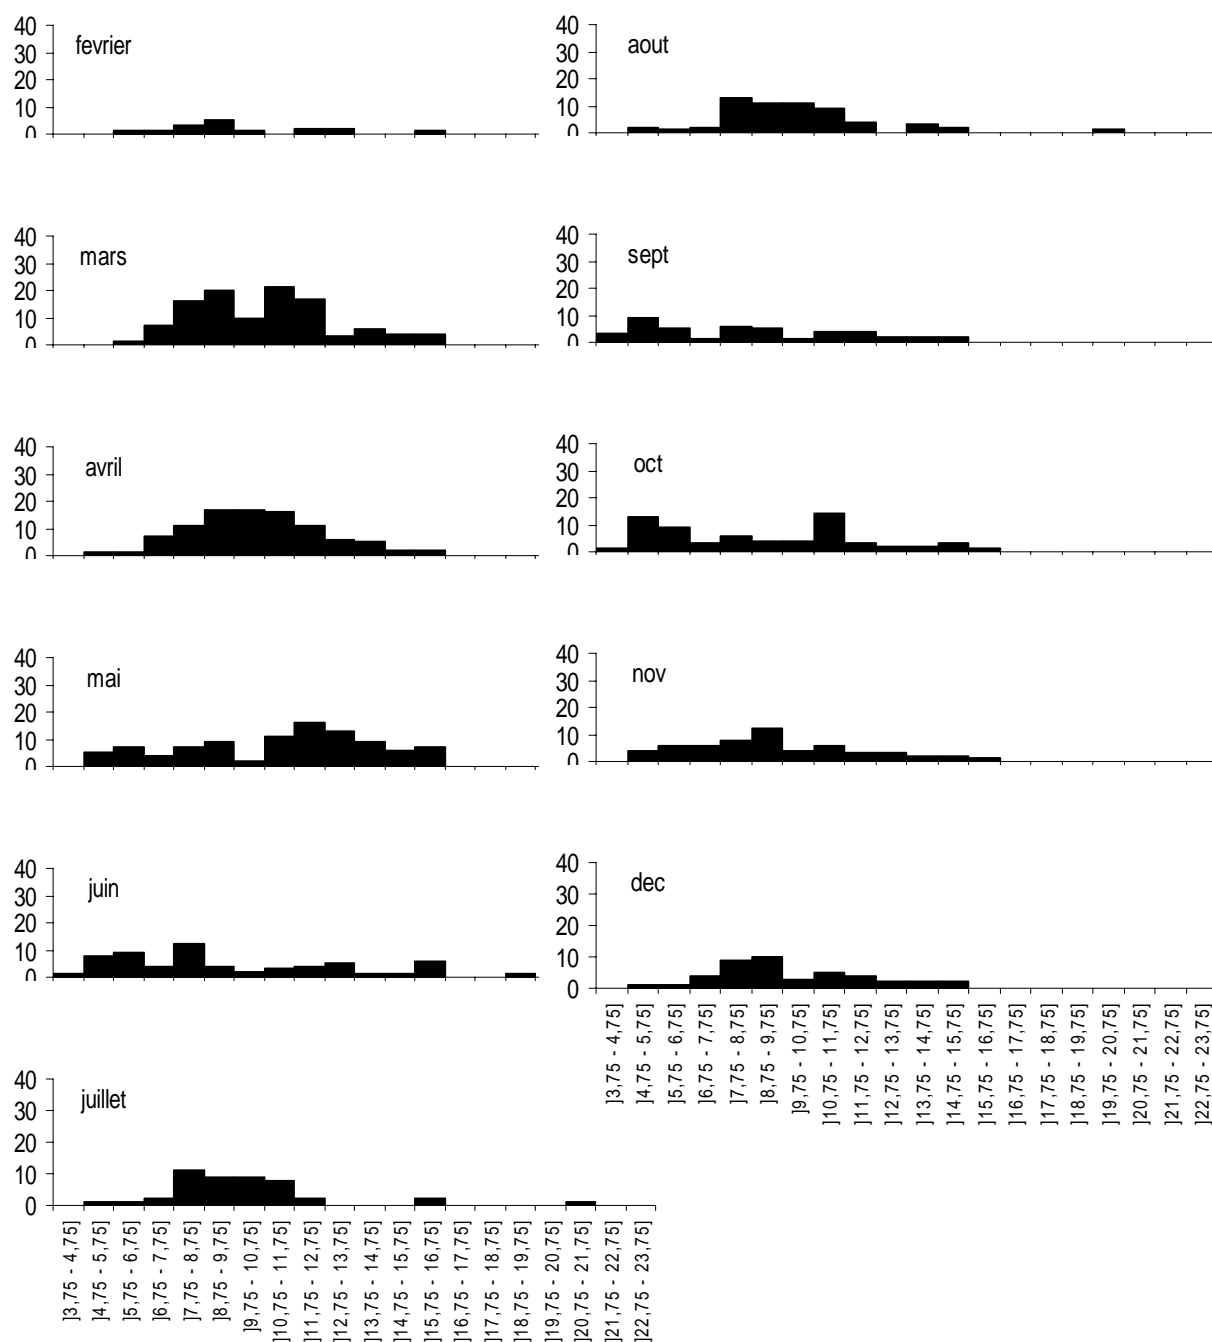 40
30
20
10
0
fevrier
40
30
20
10
0
mars
40
30
20
10
0
avril
40
30
20
10
0
mai
40
30
20
10
0
juin
40
30
20
10
0
juillet
]3,75 - 4,75]
]4,75 - 5,75]
]5,75 - 6,75]
]6,75 - 7,75]
]7,75 - 8,75]
]8,75 - 9,75]
]9,75 - 10,75]
]10,75 - 11,75]
]11,75 - 12,75]
]12,75 - 13,75]
]13,75 - 14,75]
]14,75 - 15,75]
]15,75 - 16,75]
]16,75 - 17,75]
]17,75 - 18,75]
]18,75 - 19,75]
]19,75 - 20,75]
]20,75 - 21,75]
]21,75 - 22,75]
]22,75 - 23,75]
40
30
20
10
0
aout
40
30
20
10
0
sept
40
30
20
10
0
oct
40
30
20
10
0
nov
40
30
20
10
0
dec
]3,75 - 4,75]
]4,75 - 5,75]
]5,75 - 6,75]
]6,75 - 7,75]
]7,75 - 8,75]
]8,75 - 9,75]
]9,75 - 10,75]
]10,75 - 11,75]
]11,75 - 12,75]
]12,75 - 13,75]
]13,75 - 14,75]
]14,75 - 15,75]
]15,75 - 16,75]
]16,75 - 17,75]
]17,75 - 18,75]
]18,75 - 19,75]
]19,75 - 20,75]
]20,75 - 21,75]
]21,75 - 22,75]
]22,75 - 23,75]